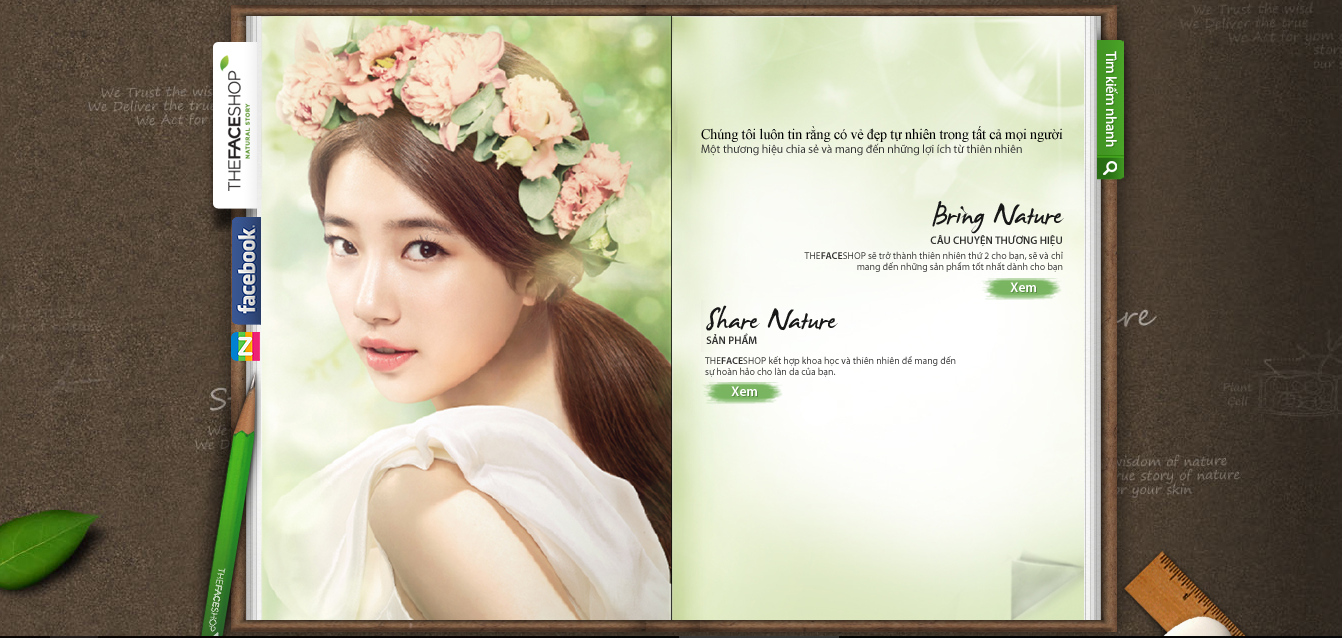 THEFACESHOP
NATURAL STORY
facebook
Z
THEFACESHOP
Chúng tôi luôn tin rằng có vẻ đẹp tự nhiên trong tất cả mọi người
Một thương hiệu chia sẻ và mang đến những lợi ích từ thiên nhiên
Bring Nature
CÂU CHUYỆN THƯƠNG HIỆU
THEFACESHOP sẽ trở thành thiên nhiên thứ 2 cho bạn, sẽ và chỉ
mang đến những sản phẩm tốt nhất dành cho bạn
Xem
Share Nature
SẢN PHẨM
THEFACESHOP kết hợp khoa học và thiên nhiên để mang đến
sự hoàn hảo cho làn da của bạn.
Xem
Tìm kiếm nhanh
We Trust the wis
We Deliver the true
We Act for
We Trust the wisd
We Deliver the true
We Act for your
Plant
Cell
wisdom of nature
rue story of nature
or your skin